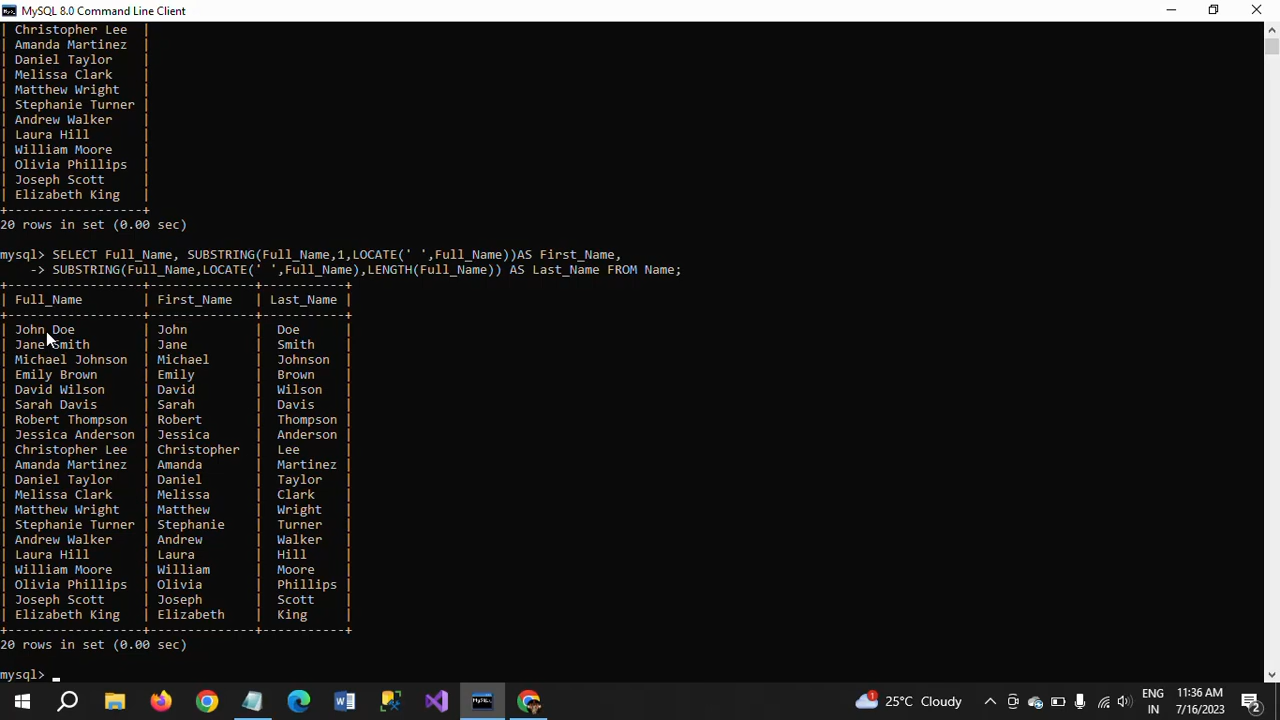 MySQL 8.0 Command Line Client
| Christopher Lee  |
| Amanda Martinez  |
| Daniel Taylor    |
| Melissa Clark    |
| Matthew Wright   |
| Stephanie Turner |
| Andrew Walker    |
| Laura Hill       |
| William Moore    |
| Olivia Phillips  |
| Joseph Scott     |
| Elizabeth King   |
+------------------+
20 rows in set (0.00 sec)
mysql> SELECT Full_Name, SUBSTRING(Full_Name,1,LOCATE(' ',Full_Name))AS First_Name,
    -> SUBSTRING(Full_Name,LOCATE(' ',Full_Name),LENGTH(Full_Name)) AS Last_Name FROM Name;
+------------------+--------------+-----------+
| Full_Name        | First_Name   | Last_Name |
+------------------+--------------+-----------+
| John Doe         | John         |  Doe      |
| Jane Smith       | Jane         |  Smith    |
| Michael Johnson  | Michael      |  Johnson  |
| Emily Brown      | Emily        |  Brown    |
| David Wilson     | David        |  Wilson   |
| Sarah Davis      | Sarah        |  Davis    |
| Robert Thompson  | Robert       |  Thompson |
| Jessica Anderson | Jessica      |  Anderson |
| Christopher Lee  | Christopher  |  Lee      |
| Amanda Martinez  | Amanda       |  Martinez |
| Daniel Taylor    | Daniel       |  Taylor   |
| Melissa Clark    | Melissa      |  Clark    |
| Matthew Wright   | Matthew      |  Wright   |
| Stephanie Turner | Stephanie    |  Turner   |
| Andrew Walker    | Andrew       |  Walker   |
| Laura Hill       | Laura        |  Hill     |
| William Moore    | William      |  Moore    |
| Olivia Phillips  | Olivia       |  Phillips |
| Joseph Scott     | Joseph       |  Scott    |
| Elizabeth King   | Elizabeth    |  King     |
+------------------+--------------+-----------+
20 rows in set (0.00 sec)
mysql> _
1 25°C Cloudy ENG IN 11:36 AM 7/16/2023 2